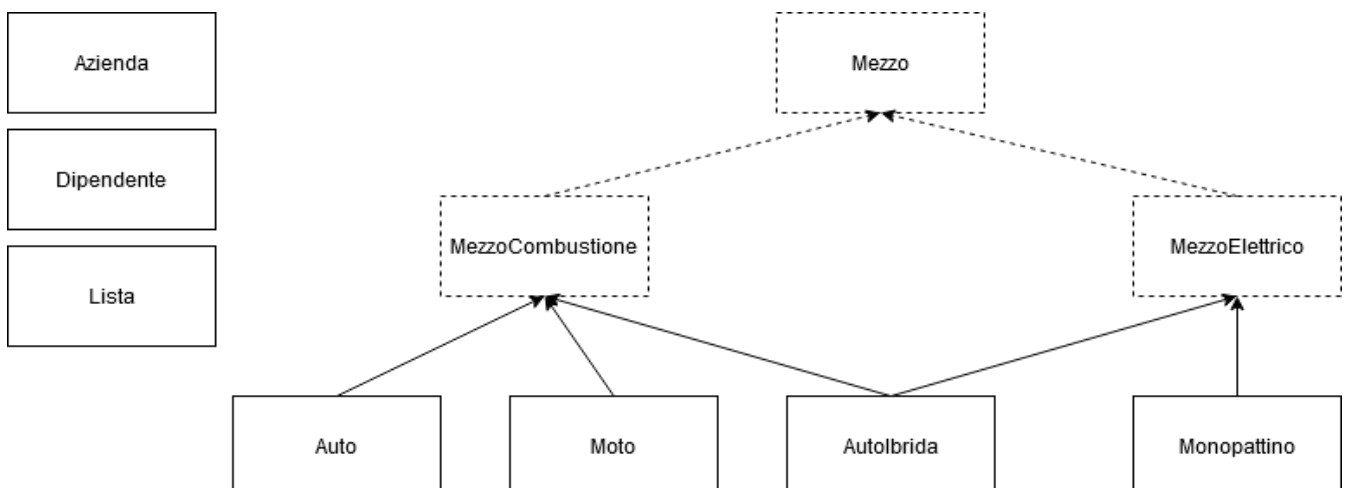 Azienda
Mezzo
Dipendente
MezzoCombustione
MezzoElettrico
Lista
Auto
Moto
AutoIbrida
Monopattino